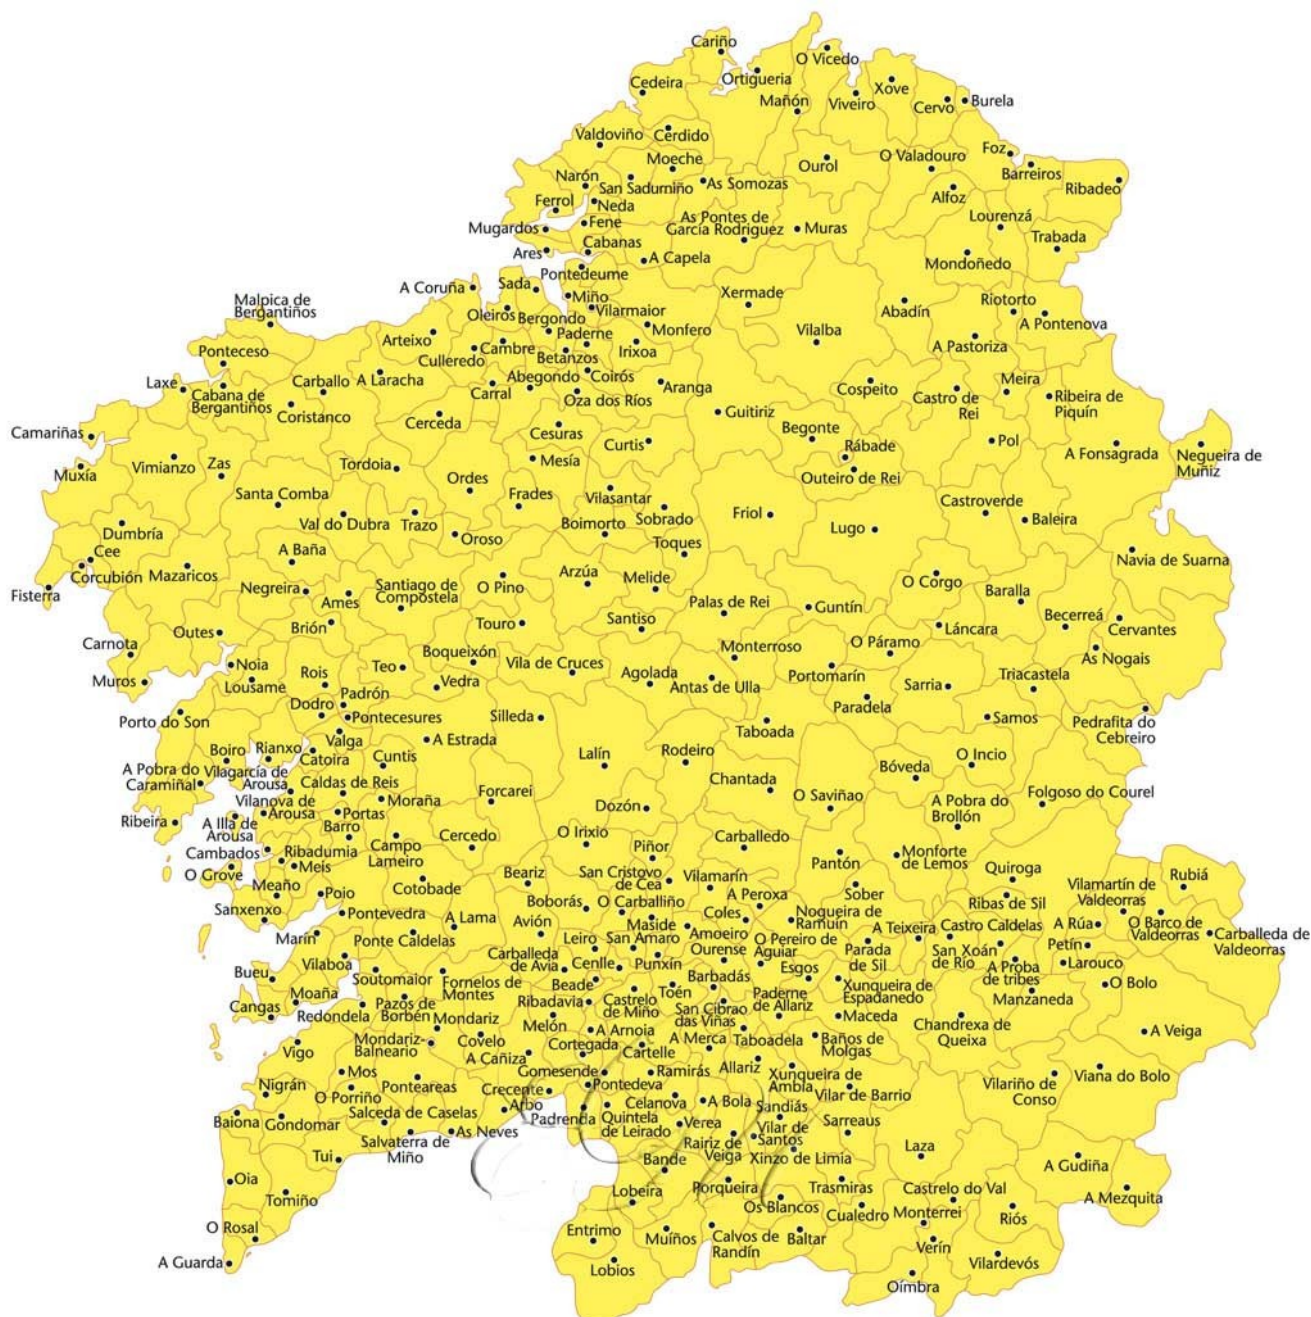 Cariño
Ortigueria
O Vicedo
Cedeira
Xove
Mañón
Viveiro
Cervo
Burela
Valdoviño
Cerdido
Moeche
Ourol
O Valadouro
Foz
Barreiros
Ribadeo
Narón
San Sadurniño
As Somozas
Alfoz
Ferrol
Neda
Lourenzá
Mugardos
Fene
As Pontes de
García Rodriguez
Muras
Trabada
Ares
Cabanas
A Capela
Mondoñedo
Pontedeume
A Coruña
Sada
Miño
Xermade
Abadín
Riotorto
Malpica de
Bergantiños
Oleiros
Bergondo
Vilarmaior
Monfero
Vilalba
A Pontenova
Arteixo
Culleredo
Cambre
Paderne
Betanzos
Irixoa
A Pastoriza
Ponteceso
Laxe
Cabana de
Bergantiños
Carballo
A Laracha
Carral
Abegondo
Coirós
Oza dos Ríos
Aranga
Cospeito
Castro de
Rei
Meira
Ribeira de
Piquín
Coristanco
Cerceda
Guitiriz
Camariñas
Cesuras
Curtis
Begonte
Rábade
Pol
A Fonsagrada
Negueira de
Muñiz
Muxía
Vimianzo
Zas
Tordoia
Mesía
Outeiro de Rei
Ordes
Santa Comba
Frades
Vilasantar
Castroverde
Dumbría
Val do Dubra
Trazo
Boimorto
Sobrado
Friol
Lugo
Baleira
Cee
Corcubión
A Baña
Oroso
Toques
Navia de Suarna
Fisterra
Mazaricos
Negreira
Santiago de
Compostela
O Pino
Arzúa
Melide
O Corgo
Baralla
Ames
Palas de Rei
Guntín
Becerreá
Cervantes
Carnota
Outes
Brión
Touro
Santiso
Láncara
O Páramo
As Nogais
Muros
Noia
Lousame
Rois
Teo
Boqueixón
Vedra
Vila de Cruces
Agolada
Monterroso
Antas de Ulla
Portomarín
Sarria
Triacastela
Padrón
Dodro
Pontecesures
Silleda
Paradela
Samos
Pedrafita do
Cebreiro
Porto do Son
Valga
A Estrada
Taboada
Boiro
Rianxo
Catoira
Cuntis
Lalín
Rodeiro
O Incio
A Pobra do
Caramiñal
Vilagarcía de
Arousa
Caldas de Reis
Chantada
Bóveda
Folgoso do Courel
Vilanova de
Arousa
Moraña
Forcarei
Dozón
O Saviñao
A Pobra do
Brollón
Ribeira
A Illa de
Arousa
Portas
Barro
Cambados
Ribadumia
Meis
Campo
Lameiro
Cercedo
O Irixio
Piñor
Carballedo
Pantón
Monforte
de Lemos
Quiroga
O Grove
Meaño
Cotobade
Beariz
San Cristovo
de Cea
Vilamarín
Sober
Ribas de Sil
Vilamartín de
Valdeorras
Rubiá
Sanxenxo
Poio
Boborás
O Carballiño
A Peroxa
Pontevedra
A Lama
Avión
Maside
Coles
Nogueira de
Ramuín
A Teixeira
Castro Caldelas
A Rúa
O Barco de
Valdeorras
Carballeda de
Valdeorras
Marín
Ponte Caldelas
Leiro
San Amaro
Amoeiro
Ourense
O Pereiro de
Aguiar
Parada
de Sil
San Xoán
de Río
Petín
Larouco
Vilaboa
Carballeda
de Avia
Cenlle
Punxín
Barbadás
Esgos
A Proba
de tribes
Bueu
Soutomaior
Fornelos de
Montes
Beade
Toén
Xunqueira de
Espadanedo
Manzaneda
O Bolo
Cangas
Moaña
Redondela
Pazos de
Borbén
Ribadavia
Castrelo
de Miño
San Cibrao
das Viñas
Paderne
de Allariz
Maceda
Mondariz
Melón
A Arnoia
Taboadela
Baños de
Molgas
Chandrexa de
Queixa
A Veiga
Vigo
Mondariz-
Balneario
Covelo
A Cañiza
Cortegada
Cartelle
A Merca
Allariz
Mos
Ponteareas
Gomesende
Ramirás
Xunqueira de
Ambla
Vilariño de
Conso
Viana do Bolo
Nigrán
O Porriño
Crecente
Pontedeva
Celanova
A Bola
Vilar de Barrio
Baiona
Gondomar
Salceda de Caselas
Arbo
Padrenda
Quintela
de Leirado
Verea
Sandiás
Vilar de
Santos
Sarreaus
Salvaterra de
Miño
As Neves
Rairiz de
Veiga
Xinzo de Limia
Laza
Tui
Bande
A Gudiña
Oia
Tomiño
Lobeira
Porqueira
Trasmiras
Castrelo do Val
A Mezquita
Os Blancos
Cualedro
Monterrei
Riós
O Rosal
Entrimo
Muíños
Calvos de
Randín
Baltar
Verín
Vilardevós
A Guarda
Lobios
Oímbra